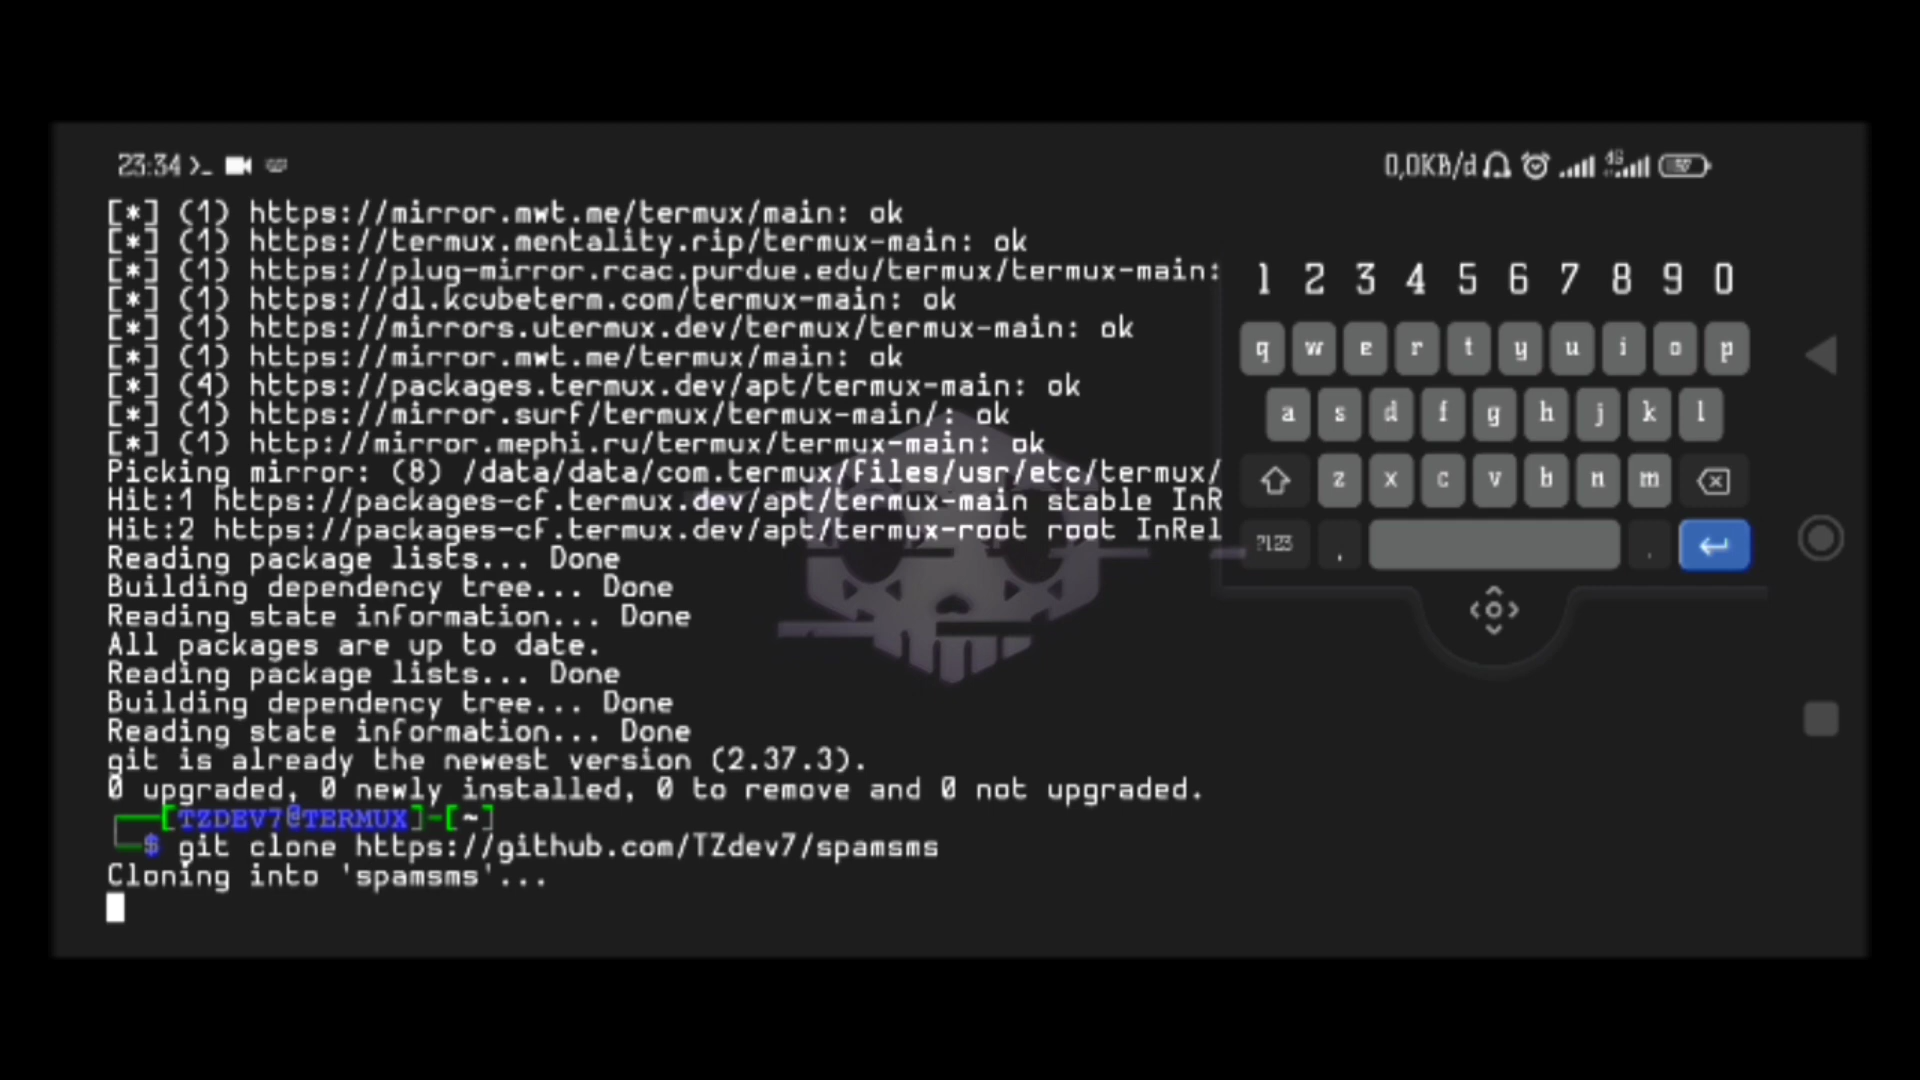 23:34
0,0KB/d
[*] (1) https://mirror.mwt.me/termux/main: ok
[*] (1) https://termux.mentality.rip/termux-main: ok
[*] (1) https://plug-mirror.rcac.purdue.edu/termux/termux-main:
[*] (1) https://dl.kcubeterm.com/termux-main: ok
[*] (1) https://mirrors.utermux.dev/termux/termux-main: ok
[*] (1) https://mirror.mwt.me/termux/main: ok
[*] (4) https://packages.termux.dev/apt/termux-main: ok
[*] (1) https://mirror.surf/termux/termux-main/: ok
[*] (1) http://mirror.mephi.ru/termux/termux-main: ok
Picking mirror: (8) /data/data/com.termux/files/usr/etc/termux/
Hit:1 https://packages-cf.termux.dev/apt/termux-main stable InR
Hit:2 https://packages-cf.termux.dev/apt/termux-root root InRel
Reading package lists... Done
Building dependency tree... Done
Reading state information... Done
All packages are up to date.
Reading package lists... Done
Building dependency tree... Done
Reading state information... Done
git is already the newest version (2.37.3).
0 upgraded, 0 newly installed, 0 to remove and 0 not upgraded.
[TZDEV7@TERMUX]-[~]
$ git clone https://github.com/TZdev7/spamsms
Cloning into 'spamsms'...
1 2 3 4 5 6 7 8 9 0
q w e r t y u i o p
a s d f g h j k l
z x c v b n m
?123 , .